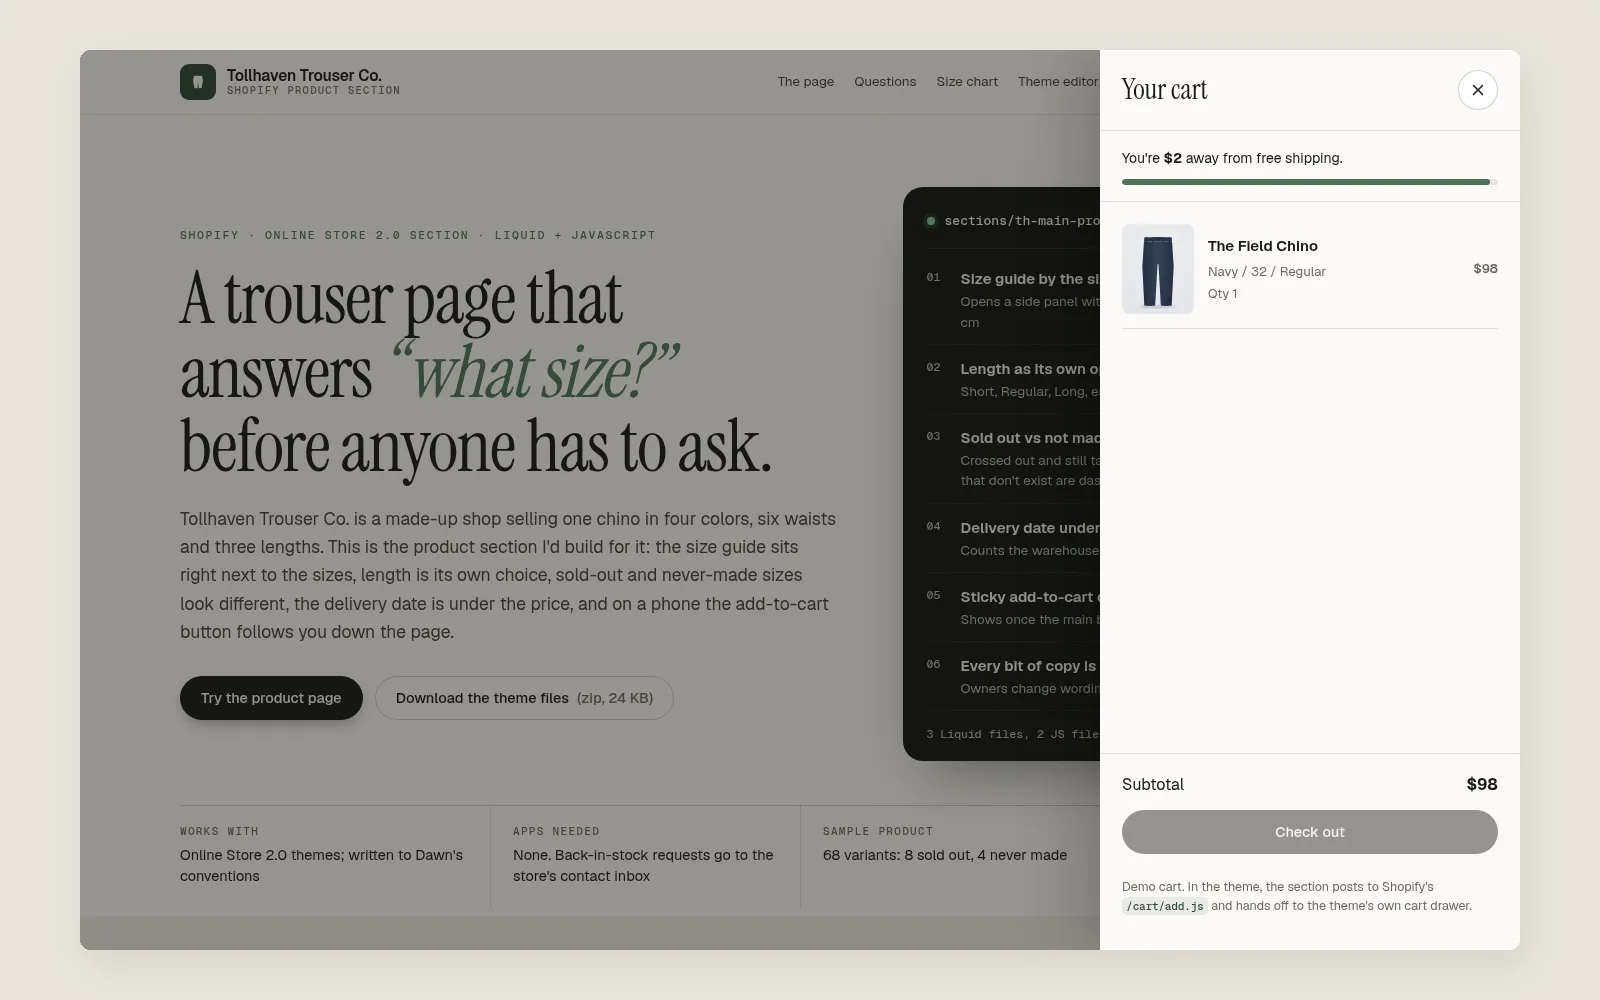 Tollhaven Trouser Co.
SHOPIFY PRODUCT SECTION
The page
Questions
Size chart
Theme editor
SHOPIFY · ONLINE STORE 2.0 SECTION · LIQUID + JAVASCRIPT
A trouser page that
answers “what size?”
before anyone has to ask.
Tollhaven Trouser Co. is a made-up shop selling one chino in four colors, six waists
and three lengths. This is the product section I'd build for it: the size guide sits
right next to the sizes, length is its own choice, sold-out and never-made sizes
look different, the delivery date is under the price, and on a phone the add-to-cart
button follows you down the page.
Try the product page
Download the theme files (zip, 24 KB)
sections/th-main-pro
01
Size guide by the si
Opens a side panel wit
cm
02
Length as its own o
Short, Regular, Long, e
03
Sold out vs not mad
Crossed out and still ta
that don't exist are das
04
Delivery date under
Counts the warehouse
05
Sticky add-to-cart
Shows once the main
06
Every bit of copy is
Owners change wordin
3 Liquid files, 2 JS file
WORKS WITH
Online Store 2.0 themes; written to Dawn's
conventions
APPS NEEDED
None. Back-in-stock requests go to the
store's contact inbox
SAMPLE PRODUCT
68 variants: 8 sold out, 4 never made
Your cart
You're $2 away from free shipping.
The Field Chino
Navy / 32 / Regular
Qty 1
$98
Subtotal
$98
Check out
Demo cart. In the theme, the section posts to Shopify's
/cart/add.js and hands off to the theme's own cart drawer.